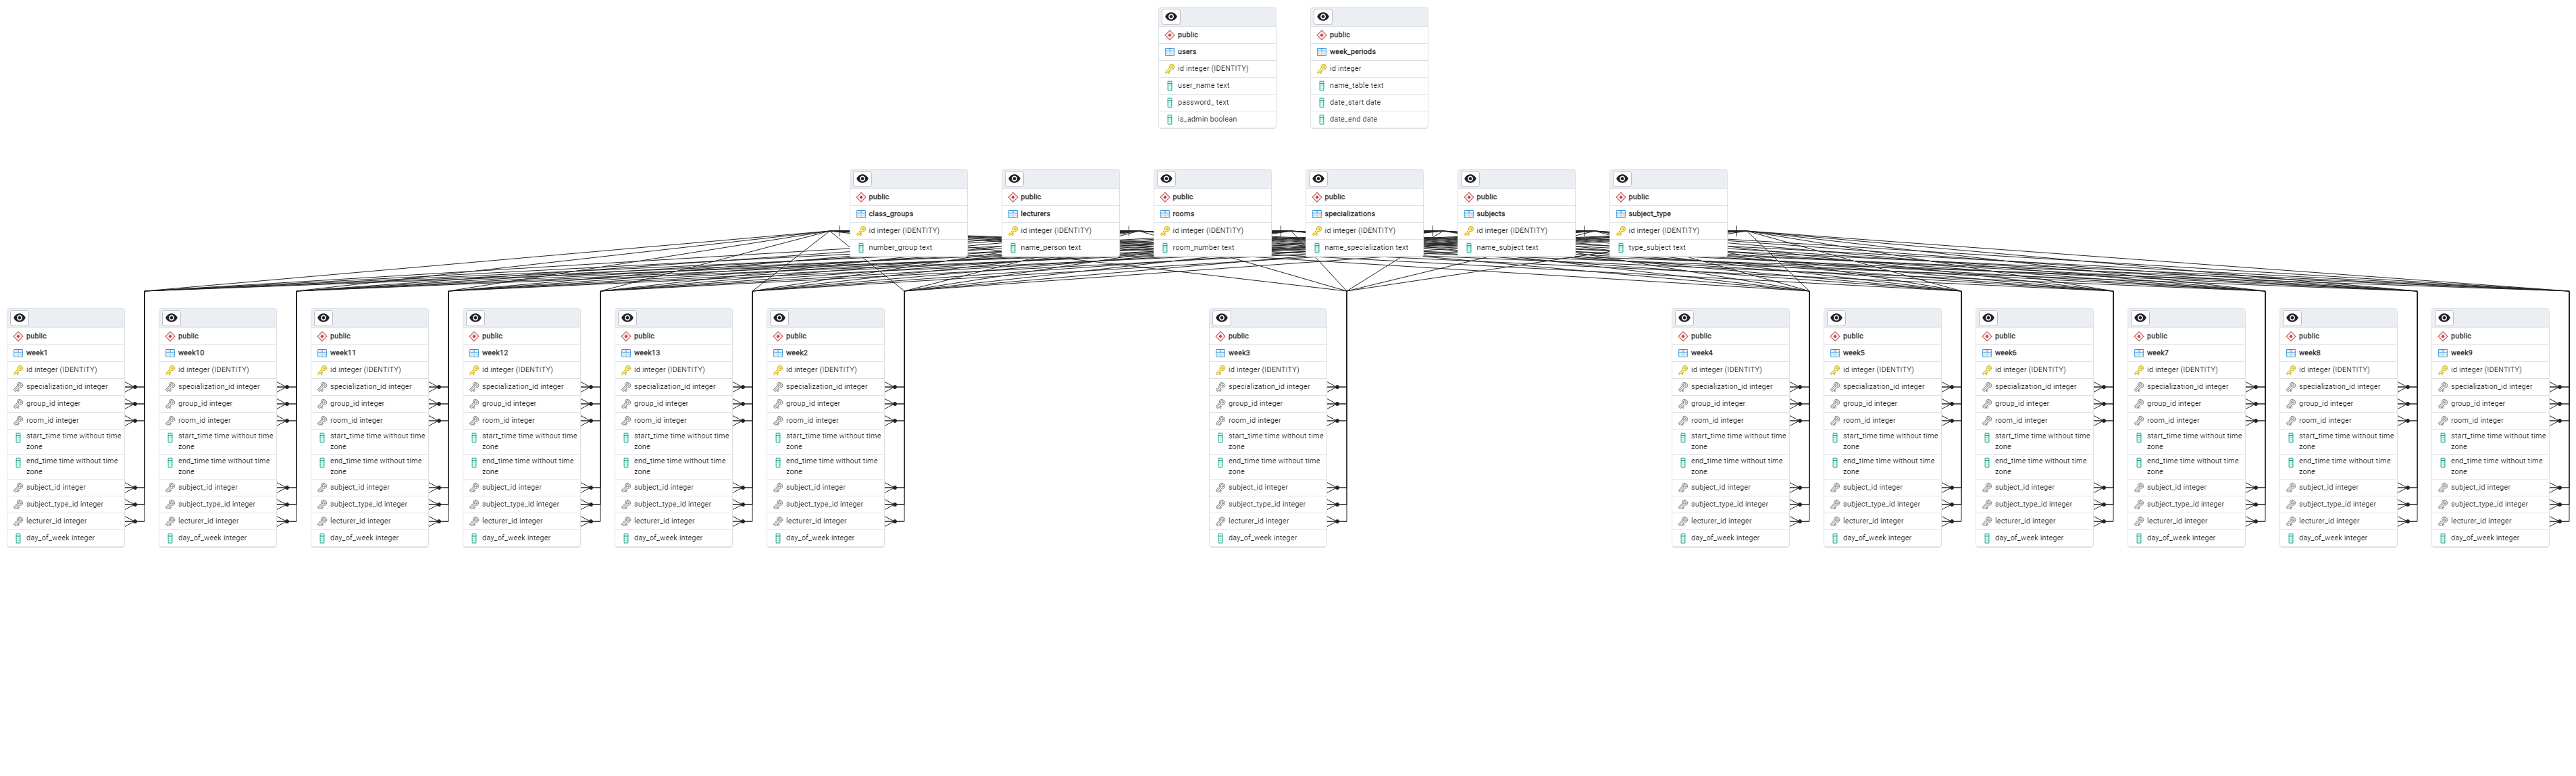 public
users
id integer (IDENTITY)
user_name text
password_ text
is_admin boolean
public
week_periods
id integer
name_table text
date_start date
date_end date
public
class_groups
id integer (IDENTITY)
number_group text
public
lecturers
id integer (IDENTITY)
name_person text
public
rooms
id integer (IDENTITY)
room_number text
public
specializations
id integer (IDENTITY)
name_specialization text
public
subjects
id integer (IDENTITY)
name_subject text
public
subject_type
id integer (IDENTITY)
type_subject text
public
week1
id integer (IDENTITY)
specialization_id integer
group_id integer
room_id integer
start_time time without time
zone
end_time time without time
zone
subject_id integer
subject_type_id integer
lecturer_id integer
day_of_week integer
public
week10
id integer (IDENTITY)
specialization_id integer
group_id integer
room_id integer
start_time time without time
zone
end_time time without time
zone
subject_id integer
subject_type_id integer
lecturer_id integer
day_of_week integer
public
week11
id integer (IDENTITY)
specialization_id integer
group_id integer
room_id integer
start_time time without time
zone
end_time time without time
zone
subject_id integer
subject_type_id integer
lecturer_id integer
day_of_week integer
public
week12
id integer (IDENTITY)
specialization_id integer
group_id integer
room_id integer
start_time time without time
zone
end_time time without time
zone
subject_id integer
subject_type_id integer
lecturer_id integer
day_of_week integer
public
week13
id integer (IDENTITY)
specialization_id integer
group_id integer
room_id integer
start_time time without time
zone
end_time time without time
zone
subject_id integer
subject_type_id integer
lecturer_id integer
day_of_week integer
public
week2
id integer (IDENTITY)
specialization_id integer
group_id integer
room_id integer
start_time time without time
zone
end_time time without time
zone
subject_id integer
subject_type_id integer
lecturer_id integer
day_of_week integer
public
week3
id integer (IDENTITY)
specialization_id integer
group_id integer
room_id integer
start_time time without time
zone
end_time time without time
zone
subject_id integer
subject_type_id integer
lecturer_id integer
day_of_week integer
public
week4
id integer (IDENTITY)
specialization_id integer
group_id integer
room_id integer
start_time time without time
zone
end_time time without time
zone
subject_id integer
subject_type_id integer
lecturer_id integer
day_of_week integer
public
week5
id integer (IDENTITY)
specialization_id integer
group_id integer
room_id integer
start_time time without time
zone
end_time time without time
zone
subject_id integer
subject_type_id integer
lecturer_id integer
day_of_week integer
public
week6
id integer (IDENTITY)
specialization_id integer
group_id integer
room_id integer
start_time time without time
zone
end_time time without time
zone
subject_id integer
subject_type_id integer
lecturer_id integer
day_of_week integer
public
week7
id integer (IDENTITY)
specialization_id integer
group_id integer
room_id integer
start_time time without time
zone
end_time time without time
zone
subject_id integer
subject_type_id integer
lecturer_id integer
day_of_week integer
public
week8
id integer (IDENTITY)
specialization_id integer
group_id integer
room_id integer
start_time time without time
zone
end_time time without time
zone
subject_id integer
subject_type_id integer
lecturer_id integer
day_of_week integer
public
week9
id integer (IDENTITY)
specialization_id integer
group_id integer
room_id integer
start_time time without time
zone
end_time time without time
zone
subject_id integer
subject_type_id integer
lecturer_id integer
day_of_week integer